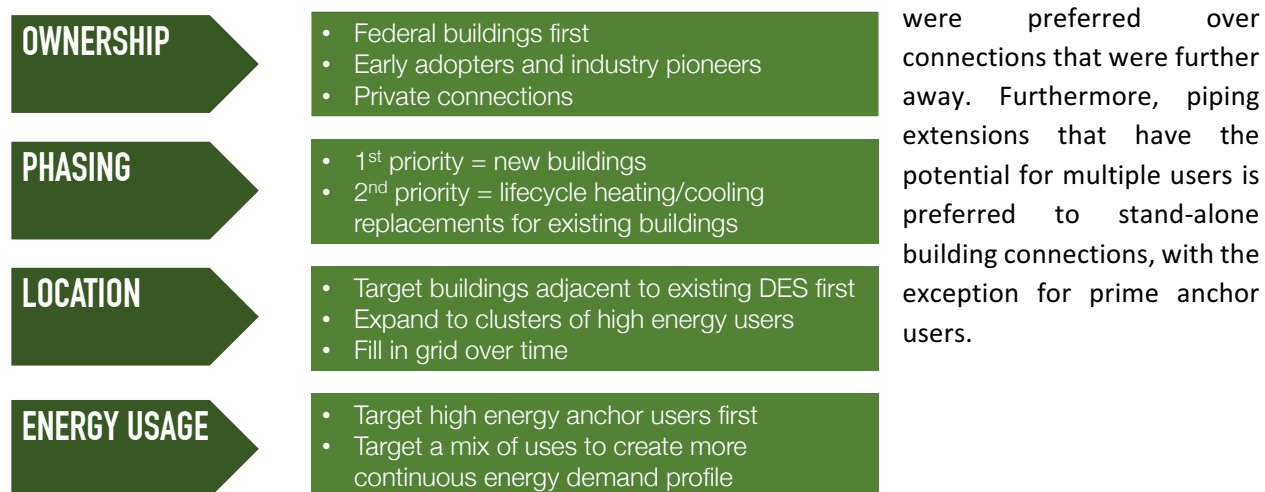 OWNERSHIP
• Federal buildings first
• Early adopters and industry pioneers
• Private connections
PHASING
• 1st priority = new buildings
• 2nd priority = lifecycle heating/cooling
replacements for existing buildings
LOCATION
• Target buildings adjacent to existing DES first
• Expand to clusters of high energy users
• Fill in grid over time
ENERGY USAGE
• Target high energy anchor users first
• Target a mix of uses to create more
continuous energy demand profile
were preferred over
connections that were further
away. Furthermore, piping
extensions that have the
potential for multiple users is
preferred to stand-alone
building connections, with the
exception for prime anchor
users.